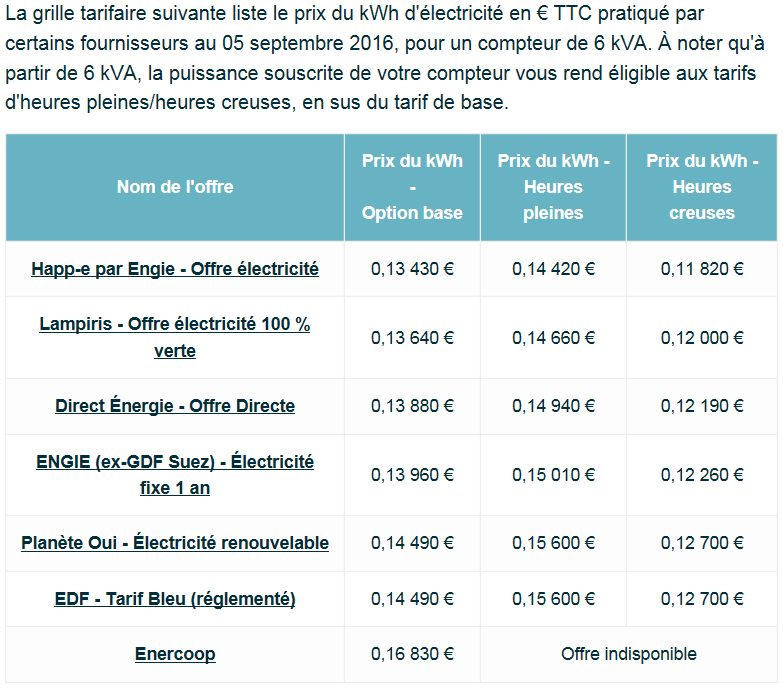 La grille tarifaire suivante liste le prix du kWh d'électricité en € TTC pratiqué par
certains fournisseurs au 05 septembre 2016, pour un compteur de 6 kVA. À noter qu'à
partir de 6 kVA, la puissance souscrite de votre compteur vous rend éligible aux tarifs
d'heures pleines/heures creuses, en sus du tarif de base.
Nom de l'offre
Prix du kWh
-
Option base
Prix du kWh -
Heures
pleines
Prix du kWh -
Heures
creuses
Happ-e par Engie - Offre électricité
0,13 430 €
0,14 420 €
0,11 820 €
Lampiris - Offre électricité 100 %
verte
0,13 640 €
0,14 660 €
0,12 000 €
Direct Énergie - Offre Directe
0,13 880 €
0,14 940 €
0,12 190 €
ENGIE (ex-GDF Suez) - Électricité
fixe 1 an
0,13 960 €
0,15 010 €
0,12 260 €
Planète Oui - Électricité renouvelable
0,14 490 €
0,15 600 €
0,12 700 €
EDF - Tarif Bleu (réglementé)
0,14 490 €
0,15 600 €
0,12 700 €
Enercoop
0,16 830 €
Offre indisponible